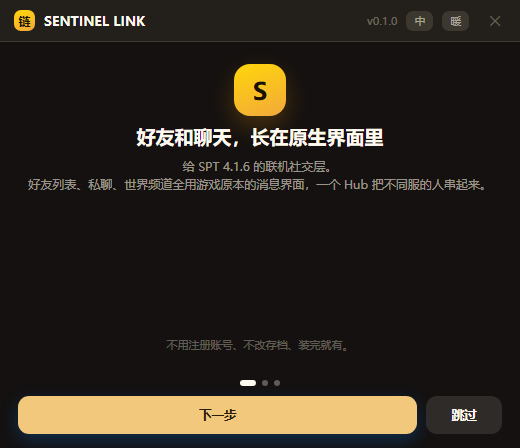 链 SENTINEL LINK v0.1.0 中 暖
S
好友和聊天，长在原生界面里
给 SPT 4.1.6 的联机社交层。
好友列表、私聊、世界频道全用游戏原本的消息界面，一个 Hub 把不同服的人串起来。
不用注册账号、不改存档、装完就有。
下一步 跳过